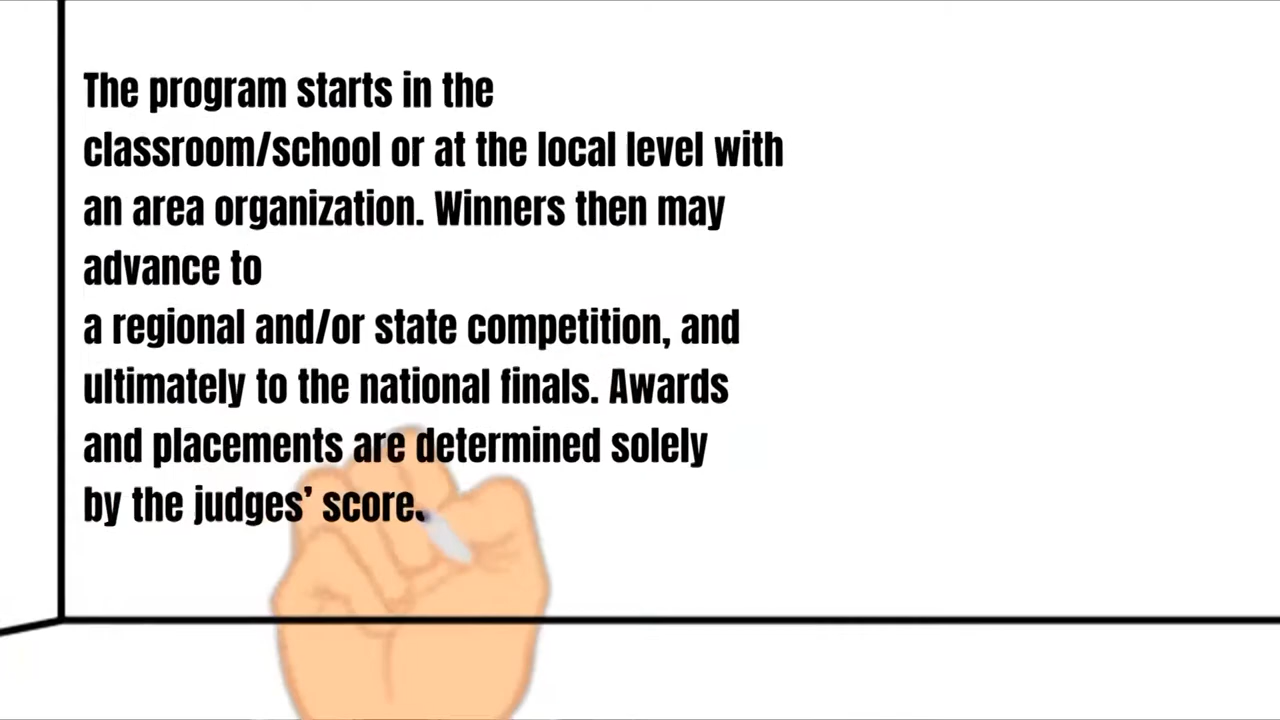 The program starts in the
classroom/school or at the local level with
an area organization. Winners then may
advance to
a regional and/or state competition, and
ultimately to the national finals. Awards
and placements are determined solely
by the judges’ score.